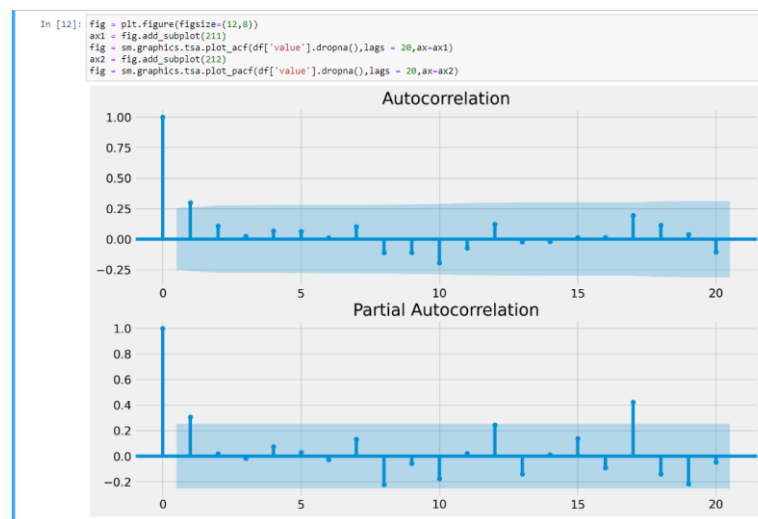 In [12]: fig = plt.figure(figsize=(12,8))
ax1 = fig.add_subplot(211)
fig = sm.graphics.tsa.plot_acf(df['value'].dropna(),lags = 20,ax=ax1)
ax2 = fig.add_subplot(212)
fig = sm.graphics.tsa.plot_pacf(df['value'].dropna(),lags = 20,ax=ax2)
Autocorrelation
1.00
0.75
0.50
0.25
0.00
−0.25
0 5 10 15 20
Partial Autocorrelation
1.0
0.8
0.6
0.4
0.2
0.0
−0.2
0 5 10 15 20